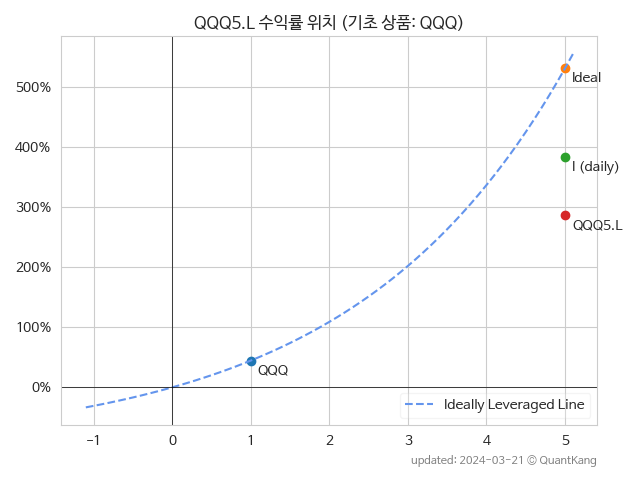 QQQ5.L 수익률 위치 (기초 상품: QQQ)
500%
400%
300%
200%
100%
0%
Ideal
I (daily)
QQQ5.L
QQQ
Ideally Leveraged Line
−1 0 1 2 3 4 5
updated: 2024-03-21 © QuantKang